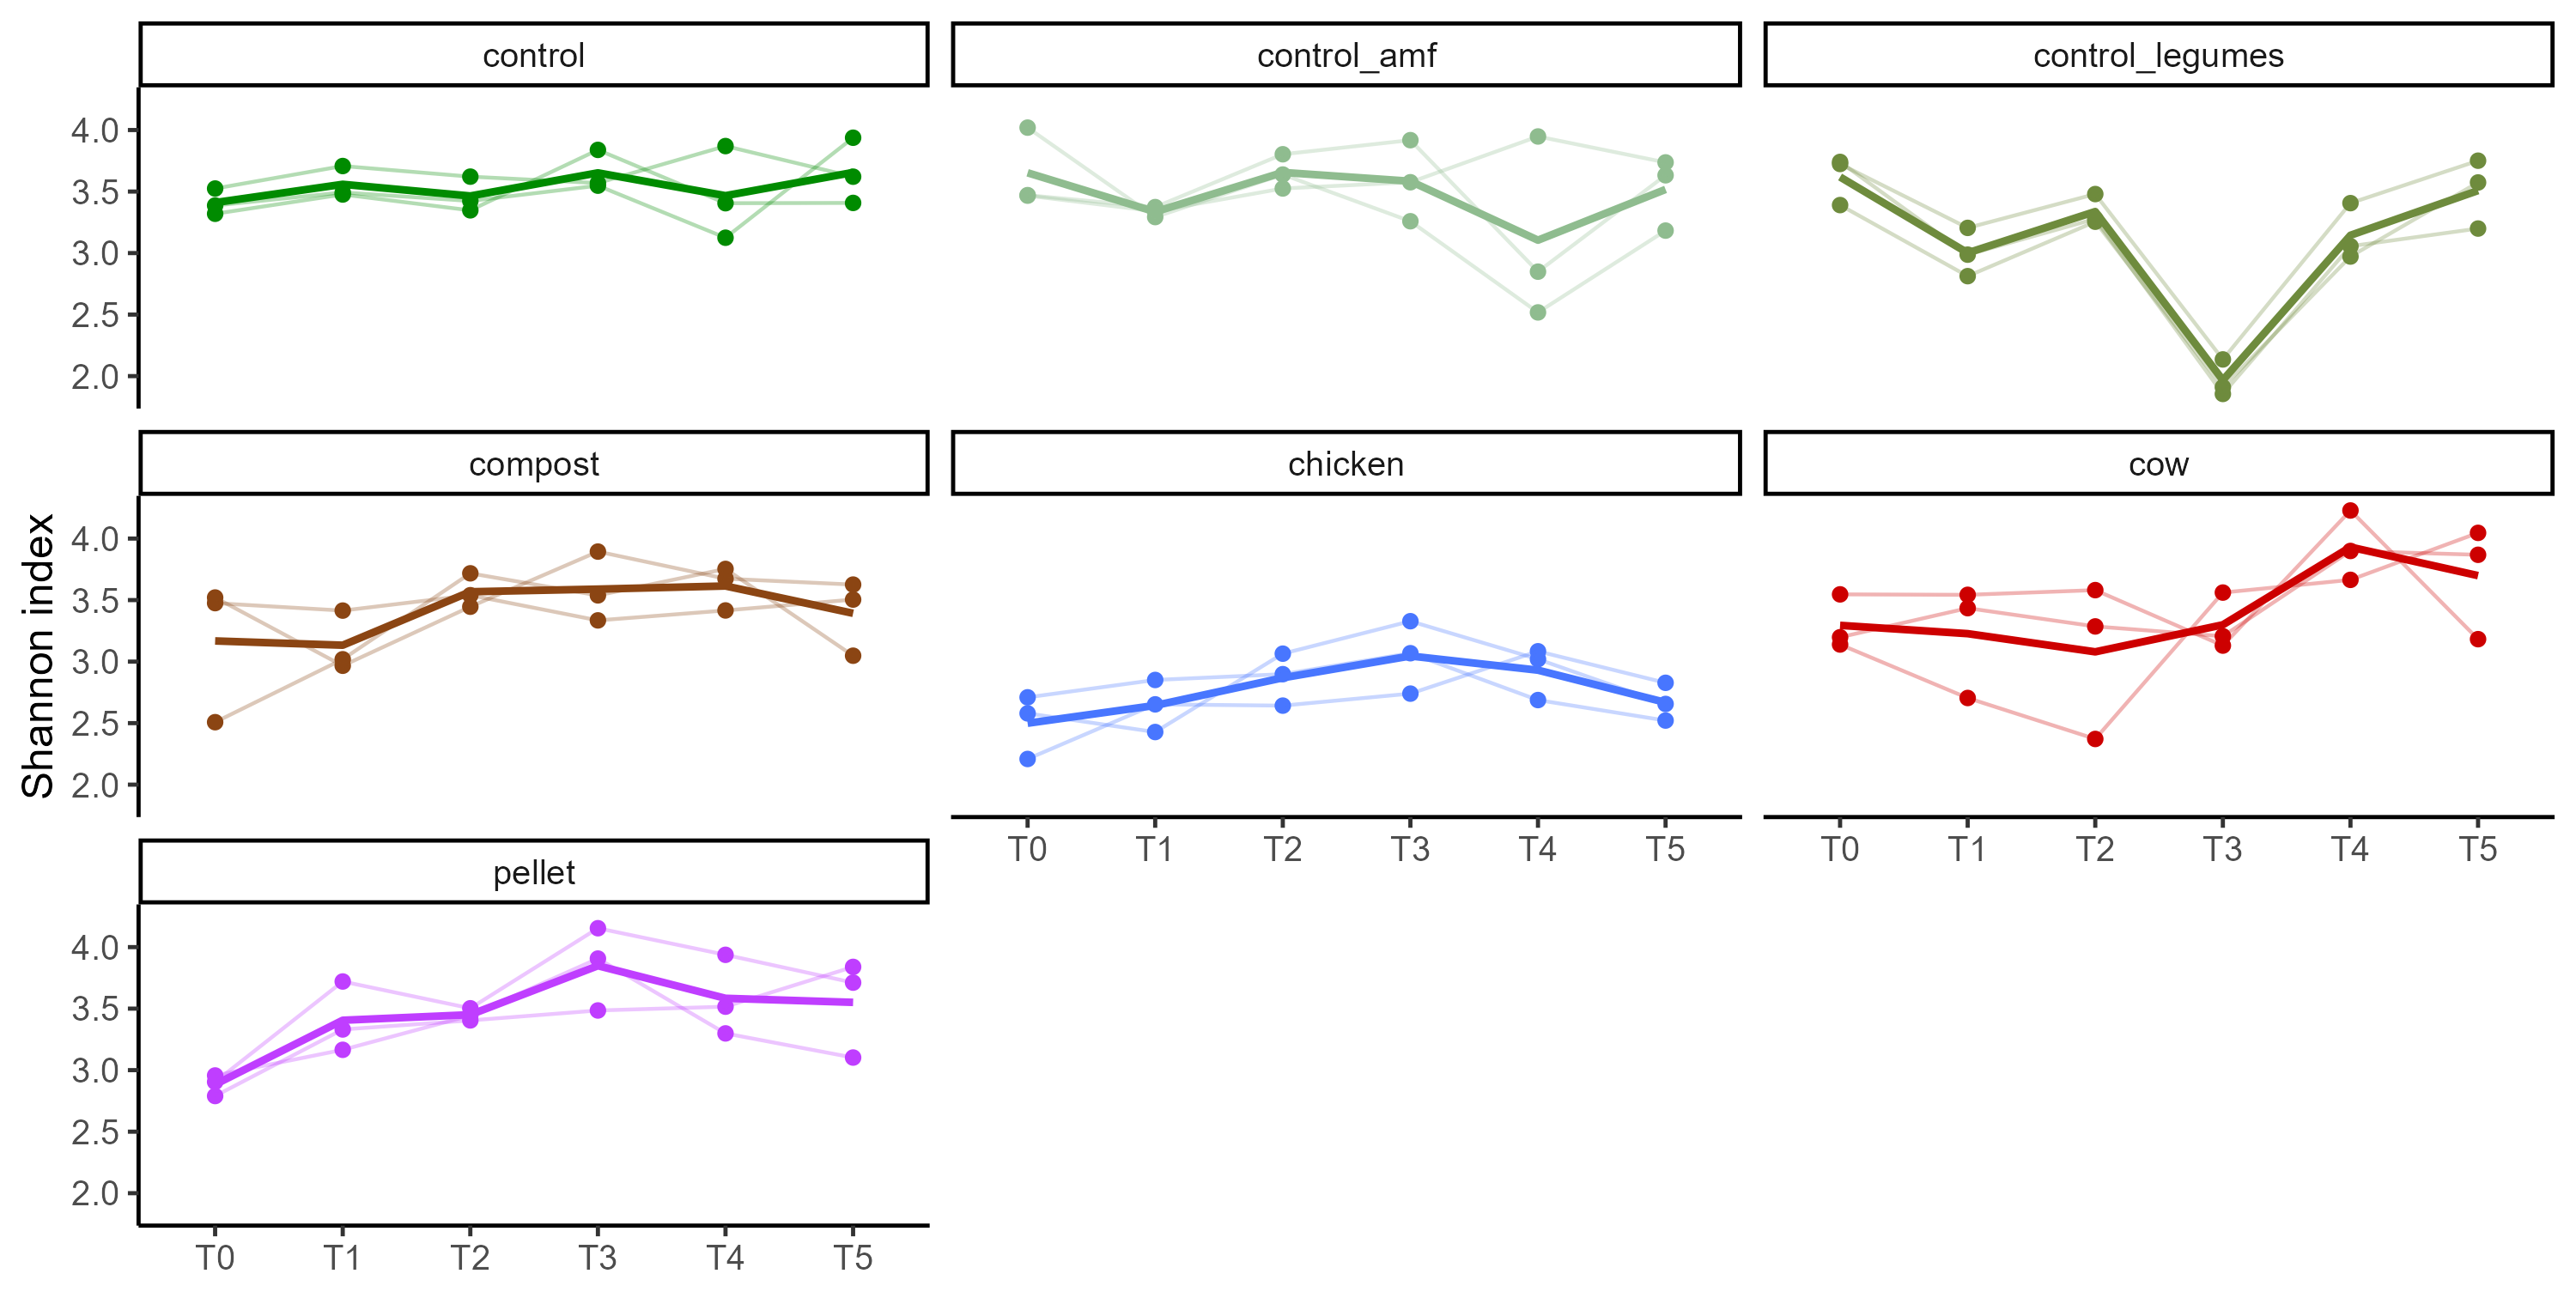 control
control_amf
control_legumes
4.0
3.5
3.0
2.5
2.0
compost
chicken
cow
Shannon index
4.0
3.5
3.0
2.5
2.0
T0 T1 T2 T3 T4 T5
T0 T1 T2 T3 T4 T5
pellet
4.0
3.5
3.0
2.5
2.0
T0 T1 T2 T3 T4 T5